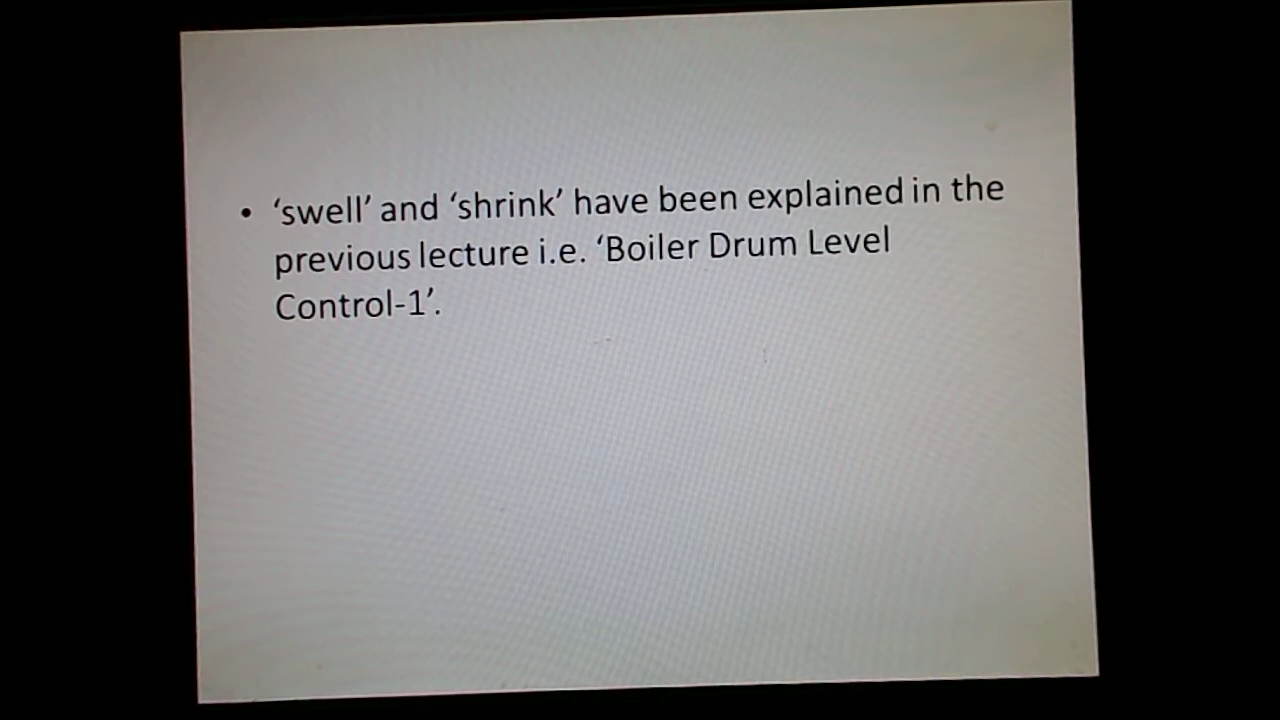 • ‘swell’ and ‘shrink’ have been explained in the
previous lecture i.e. ‘Boiler Drum Level
Control-1’.